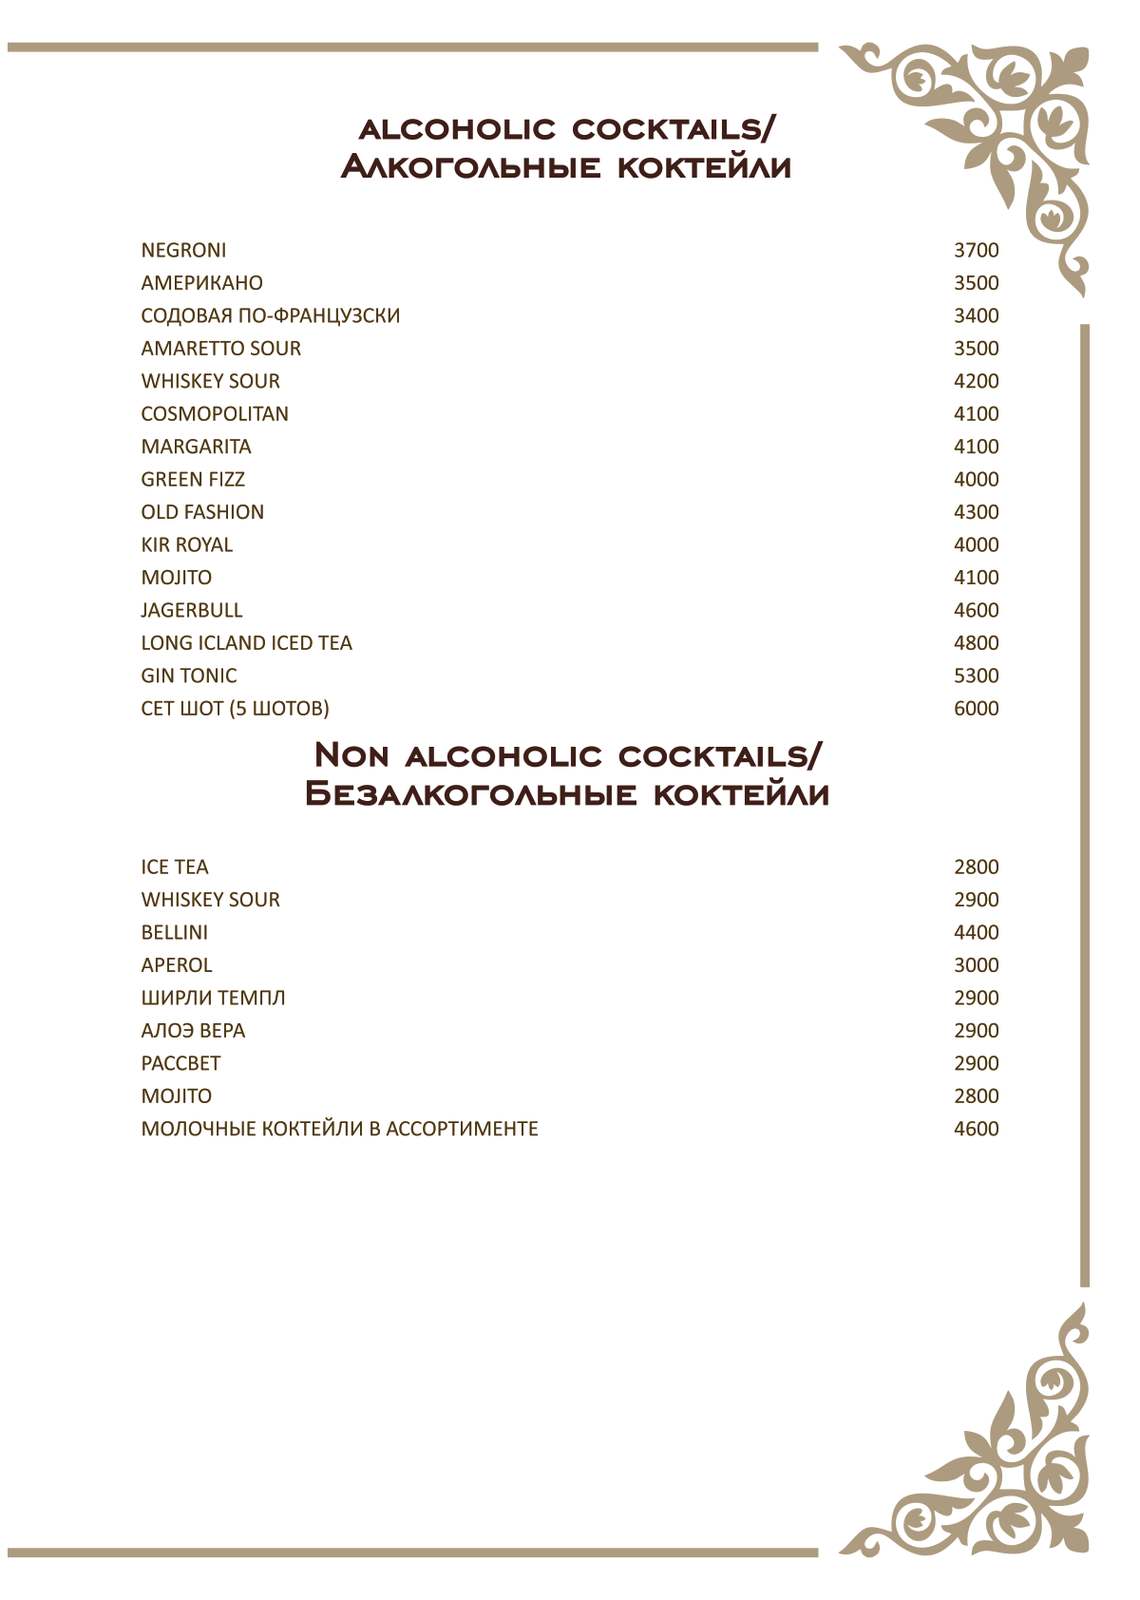 ALCOHOLIC COCKTAILS/
АЛКОГОЛЬНЫЕ КОКТЕЙЛИ
NEGRONI 3700
АМЕРИКАНО 3500
СОДОВАЯ ПО-ФРАНЦУЗСКИ 3400
AMARETTO SOUR 3500
WHISKEY SOUR 4200
COSMOPOLITAN 4100
MARGARITA 4100
GREEN FIZZ 4000
OLD FASHION 4300
KIR ROYAL 4000
MOJITO 4100
JAGERBULL 4600
LONG ICLAND ICED TEA 4800
GIN TONIC 5300
СЕТ ШОТ (5 ШОТОВ) 6000
NON ALCOHOLIC COCKTAILS/
БЕЗАЛКОГОЛЬНЫЕ КОКТЕЙЛИ
ICE TEA 2800
WHISKEY SOUR 2900
BELLINI 4400
APEROL 3000
ШИРЛИ ТЕМПЛ 2900
АЛОЭ ВЕРА 2900
РАССВЕТ 2900
MOJITO 2800
МОЛОЧНЫЕ КОКТЕЙЛИ В АССОРТИМЕНТЕ 4600